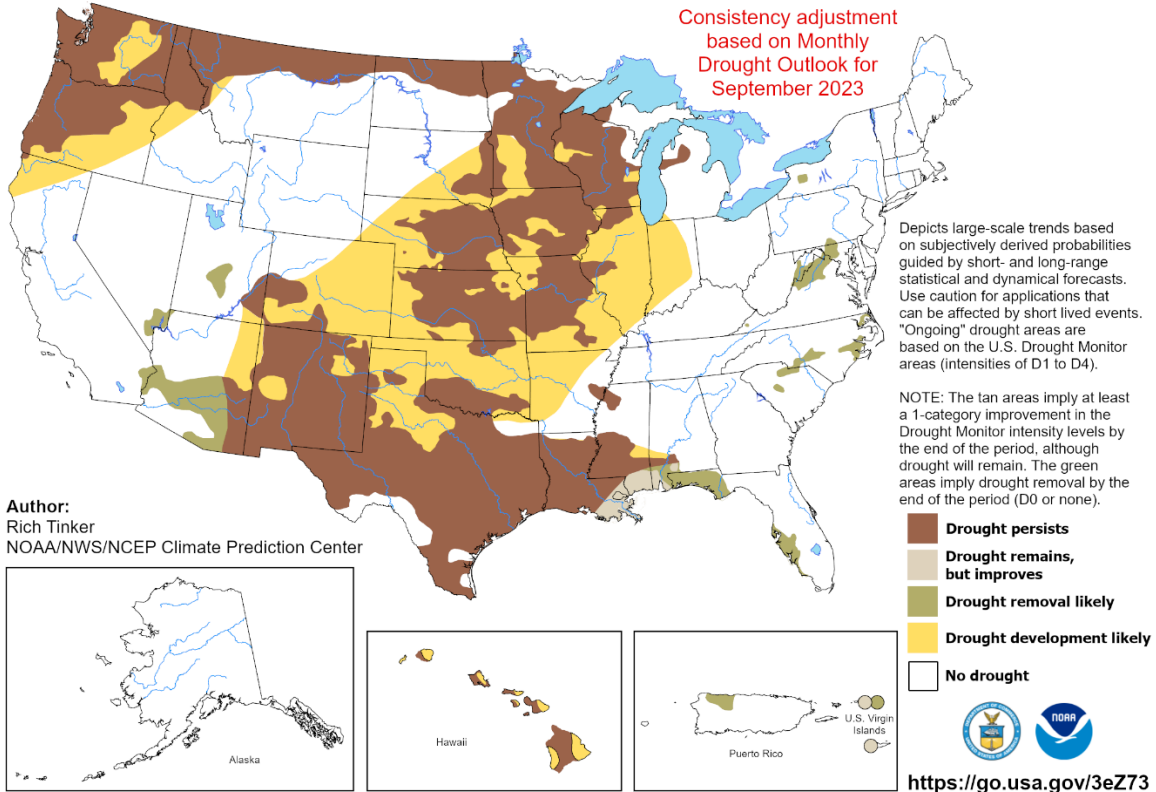 Consistency adjustment
based on Monthly
Drought Outlook for
September 2023
Depicts large-scale trends based
on subjectively derived probabilities
guided by short- and long-range
statistical and dynamical forecasts.
Use caution for applications that
can be affected by short lived events.
"Ongoing" drought areas are
based on the U.S. Drought Monitor
areas (intensities of D1 to D4).
NOTE: The tan areas imply at least
a 1-category improvement in the
Drought Monitor intensity levels by
the end of the period, although
drought will remain. The green
areas imply drought removal by the
end of the period (D0 or none).
Author:
Rich Tinker
NOAA/NWS/NCEP Climate Prediction Center
Drought persists
Drought remains,
but improves
Drought removal likely
Drought development likely
No drought
Alaska
Hawaii
Puerto Rico
U.S. Virgin
Islands
NOAA
https://go.usa.gov/3eZ73